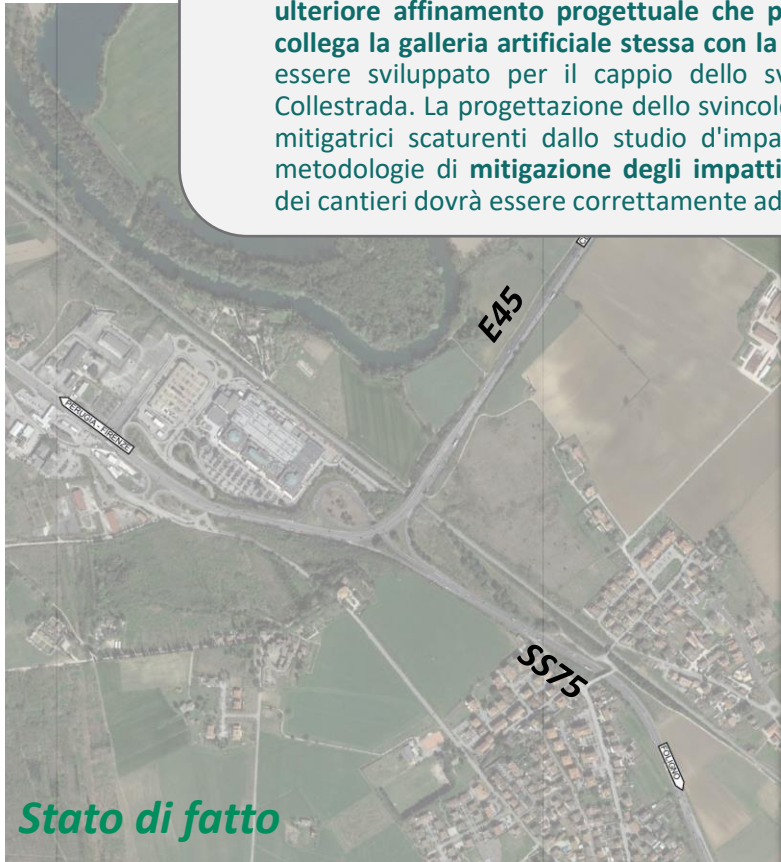 ulteriore affinamento progettuale che p
collega la galleria artificiale stessa con la
essere sviluppato per il cappio dello sv
Collestrada. La progettazione dello svincol
mitigatrici scaturenti dallo studio d'impa
metodologie di mitigazione degli impatti
dei cantieri dovrà essere correttamente ad
E45
PERUGIA - FIRENZE
SS75
FOLIGNO
Stato di fatto